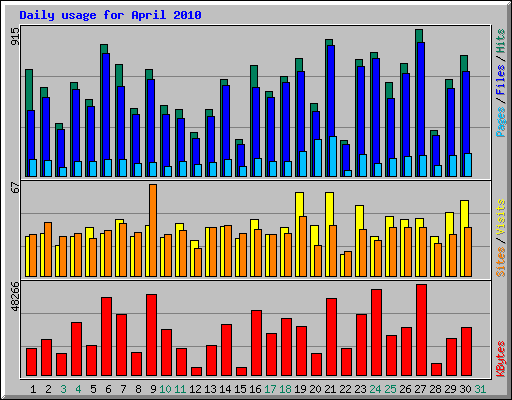 Daily usage for April 2010
915
Pages / Files / Hits
67
Sites / Visits
48266
KBytes
1 2 3 4 5 6 7 8 9 10 11 12 13 14 15 16 17 18 19 20 21 22 23 24 25 26 27 28 29 30 31